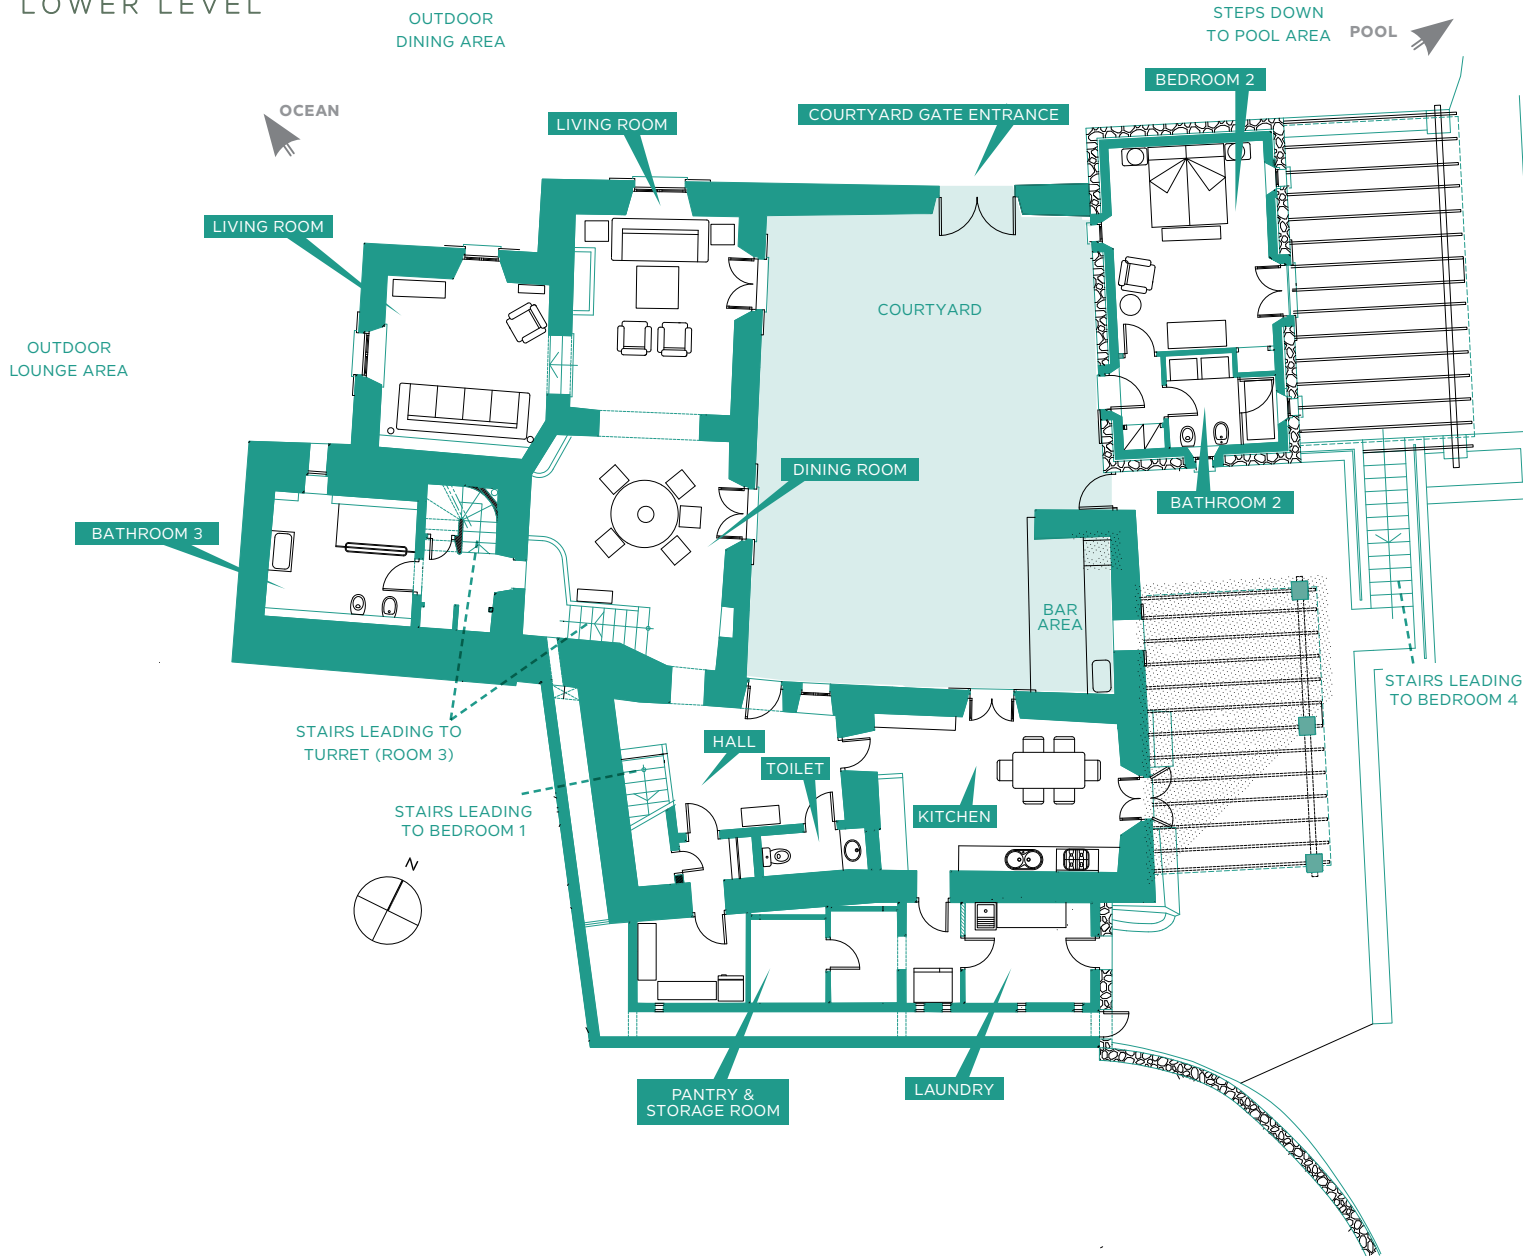 LOWER LEVEL
OUTDOOR
DINING AREA
STEPS DOWN
TO POOL AREA
POOL
BEDROOM 2
OCEAN
LIVING ROOM
COURTYARD GATE ENTRANCE
LIVING ROOM
COURTYARD
OUTDOOR
LOUNGE AREA
DINING ROOM
BATHROOM 2
BATHROOM 3
BAR
AREA
STAIRS LEADING
TO BEDROOM 4
STAIRS LEADING TO
TURRET (ROOM 3)
HALL
TOILET
STAIRS LEADING
TO BEDROOM 1
KITCHEN
N
PANTRY &
STORAGE ROOM
LAUNDRY